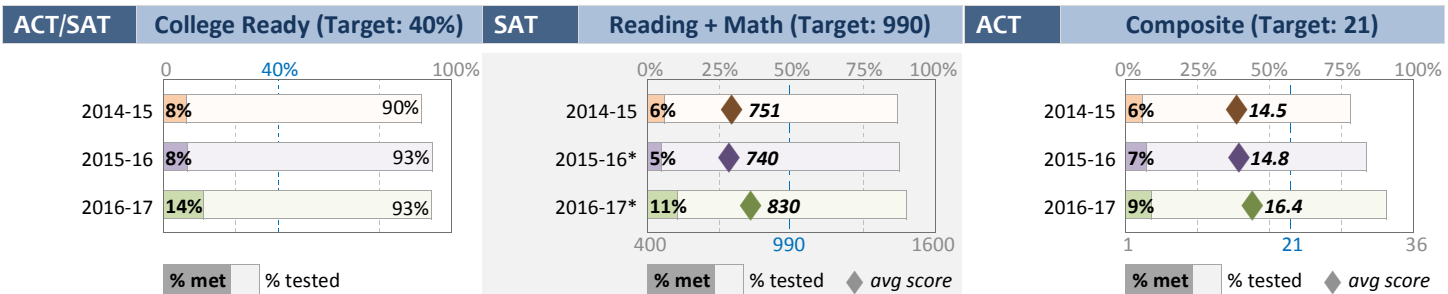 ACT/SAT College Ready (Target: 40%)
0 40% 100%
2014-15 8% 90%
2015-16 8% 93%
2016-17 14% 93%
% met % tested
SAT Reading + Math (Target: 990)
0% 25% 50% 75% 100%
2014-15 6% 751
2015-16* 5% 740
2016-17* 11% 830
400 990 1600
% met % tested avg score
ACT Composite (Target: 21)
0% 25% 50% 75% 100%
2014-15 6% 14.5
2015-16 7% 14.8
2016-17 9% 16.4
1 21 36
% met % tested avg score